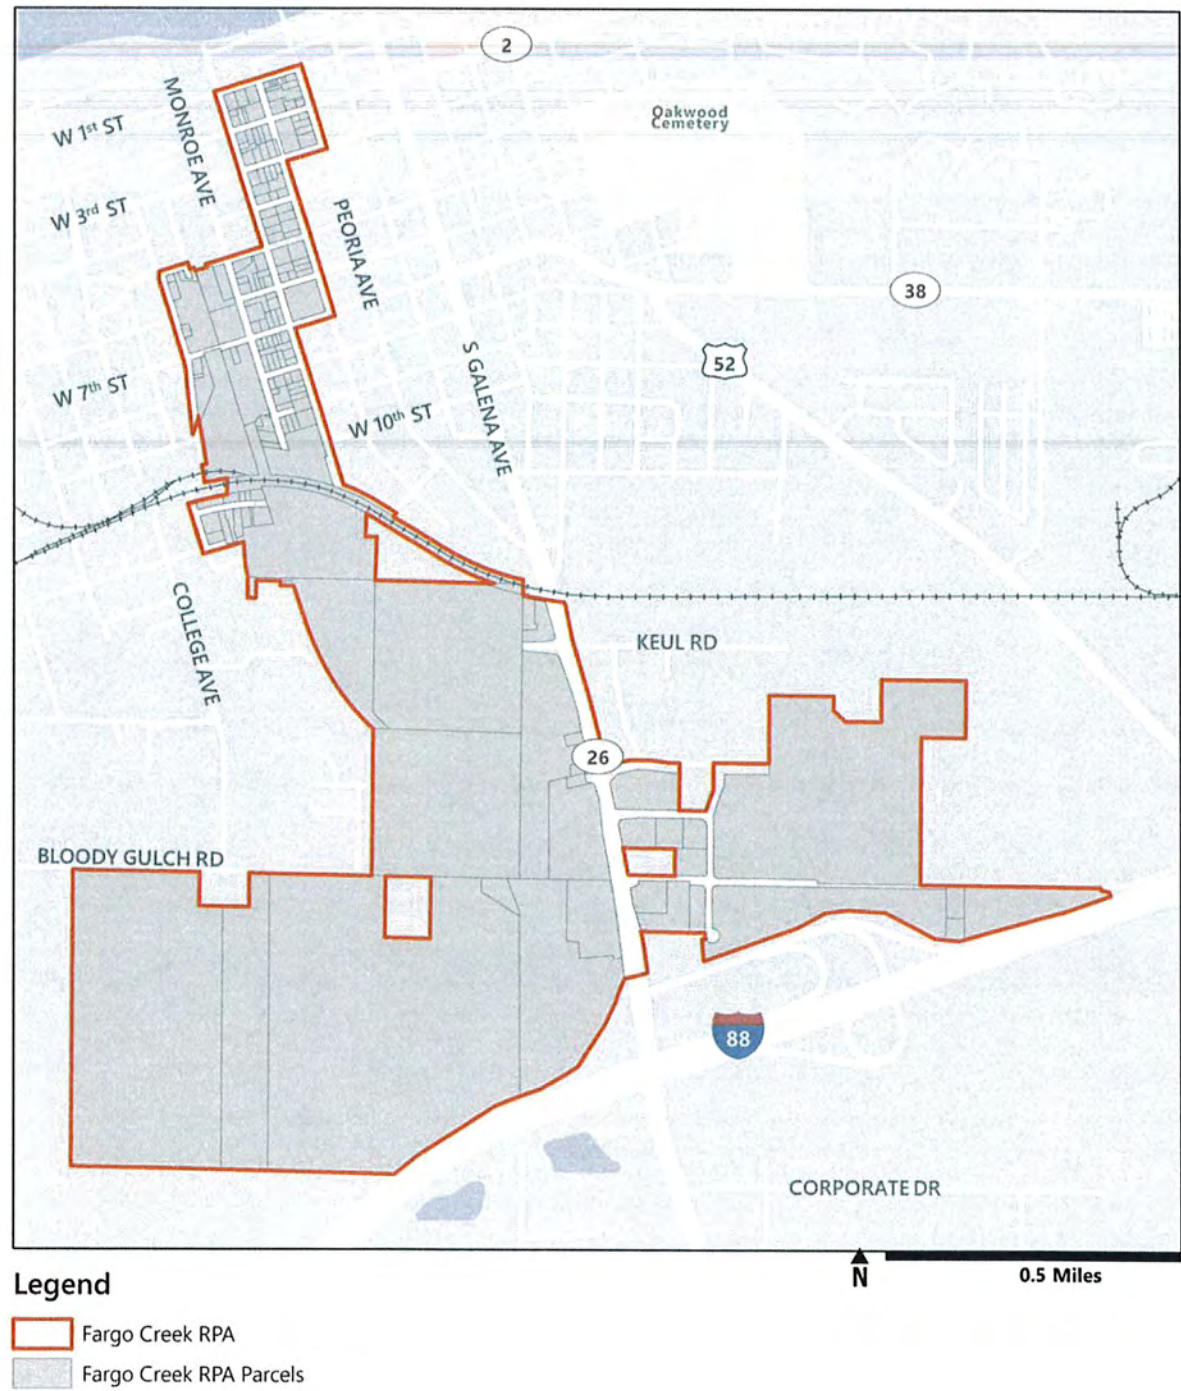 2
MONROE AVE
W 1st ST
Oakwood
Cemetery
W 3rd ST
PEORIA AVE
38
S GALENA AVE
52
W 7th ST
W 10th ST
COLLEGE AVE
KEUL RD
26
BLOODY GULCH RD
88
CORPORATE DR
N
0.5 Miles
Legend
Fargo Creek RPA
Fargo Creek RPA Parcels